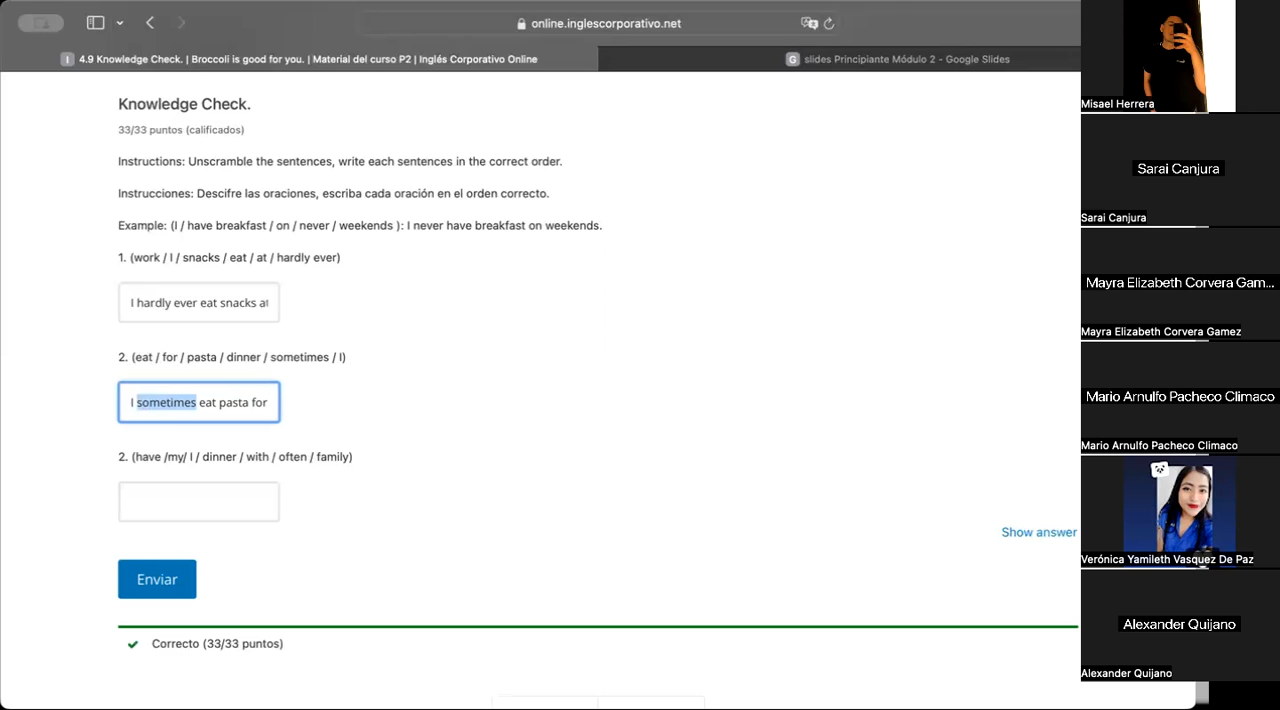 online.inglescorporativo.net
4.9 Knowledge Check. | Broccoli is good for you. | Material del curso P2 | Inglés Corporativo Online
slides Principiante Módulo 2 - Google Slides
Knowledge Check.
33/33 puntos (calificados)
Instructions: Unscramble the sentences, write each sentences in the correct order.
Instrucciones: Descifre las oraciones, escriba cada oración en el orden correcto.
Example: (I / have breakfast / on / never / weekends ): I never have breakfast on weekends.
1. (work / I / snacks / eat / at / hardly ever)
I hardly ever eat snacks at
2. (eat / for / pasta / dinner / sometimes / I)
I sometimes eat pasta for
2. (have /my/ I / dinner / with / often / family)
Show answer
Enviar
Correcto (33/33 puntos)
Misael Herrera
Sarai Canjura
Sarai Canjura
Mayra Elizabeth Corvera Gam...
Mayra Elizabeth Corvera Gamez
Mario Arnulfo Pacheco Climaco
Mario Arnulfo Pacheco Climaco
Verónica Yamileth Vasquez De Paz
Alexander Quijano
Alexander Quijano